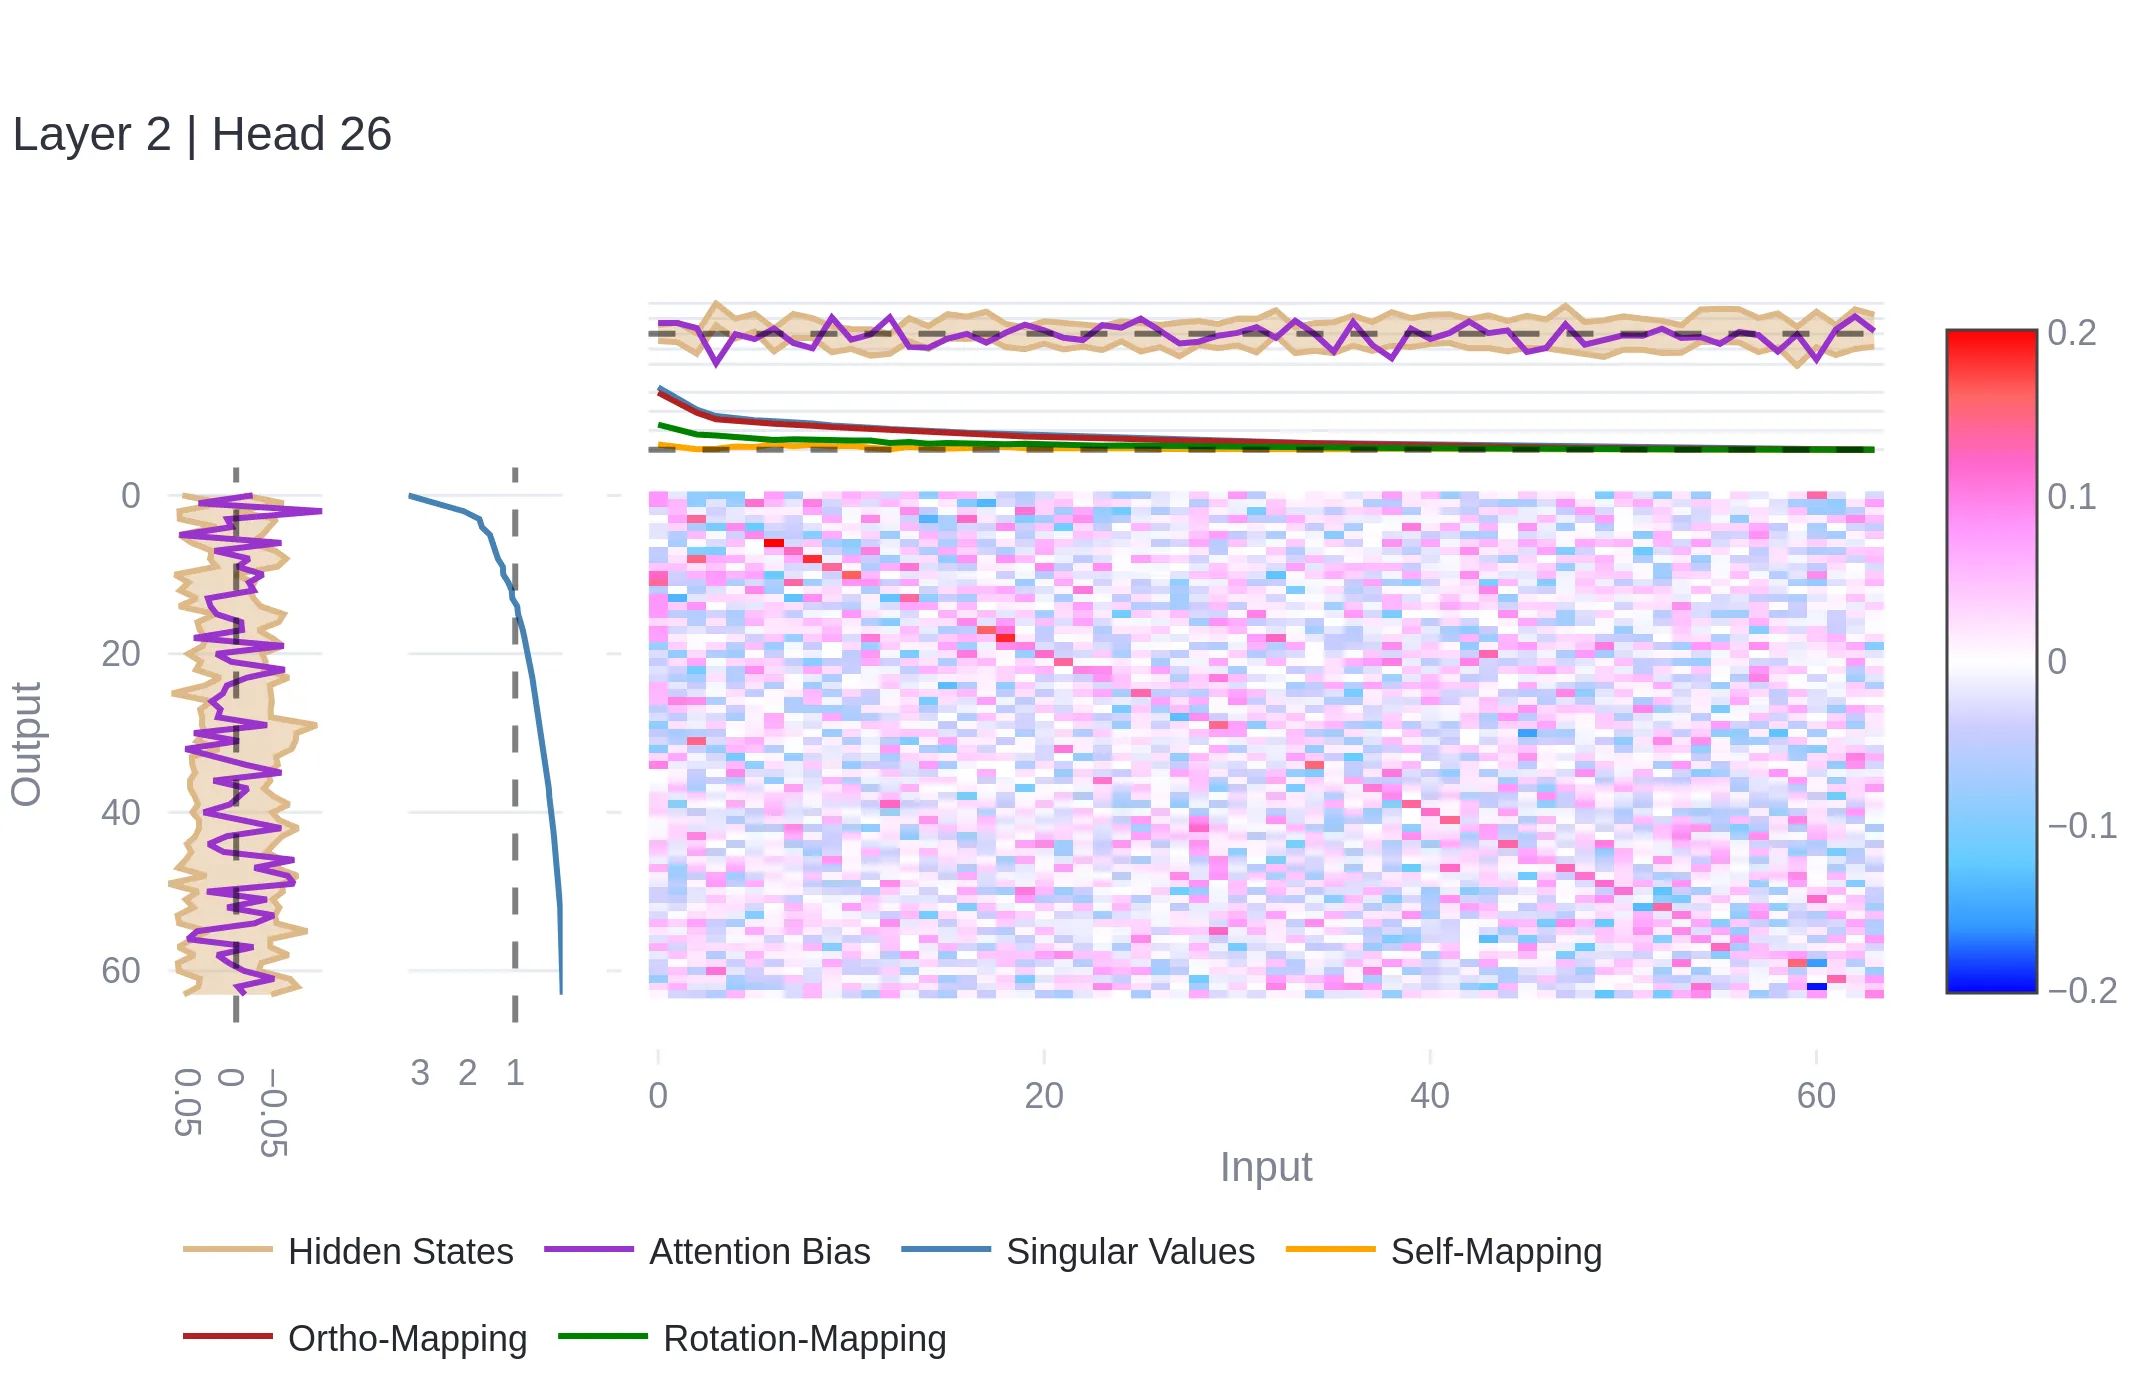 Layer 2 | Head 26
0.2
0.1
0
−0.1
−0.2
Output
0
20
40
60
0.05
0
−0.05
3 2 1
0 20 40 60
Input
Hidden States Attention Bias Singular Values Self-Mapping
Ortho-Mapping Rotation-Mapping